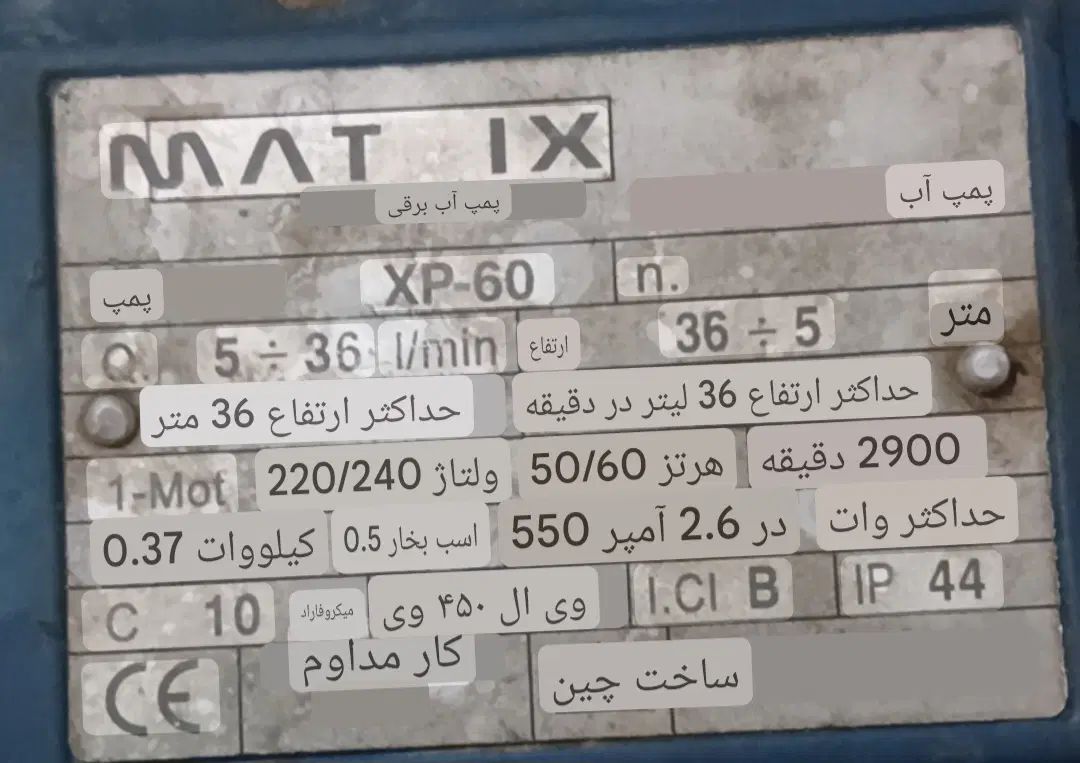 MAT IX
پمپ آب برقی
پمپ آب
پمپ XP-60 n.
Q. 5 ÷ 36 l/min ارتفاع 36 ÷ 5 متر
حداکثر ارتفاع 36 متر حداکثر ارتفاع 36 لیتر در دقیقه
1-Mot 220/240 ولتاژ 50/60 هرتز 2900 دقیقه
0.37 کیلووات 0.5 اسب بخار 550 در 2.6 آمپر حداکثر وات
C 10 میکروفاراد وی ال ۴۵۰ وی I.Cl B IP 44
CE کار مداوم ساخت چین